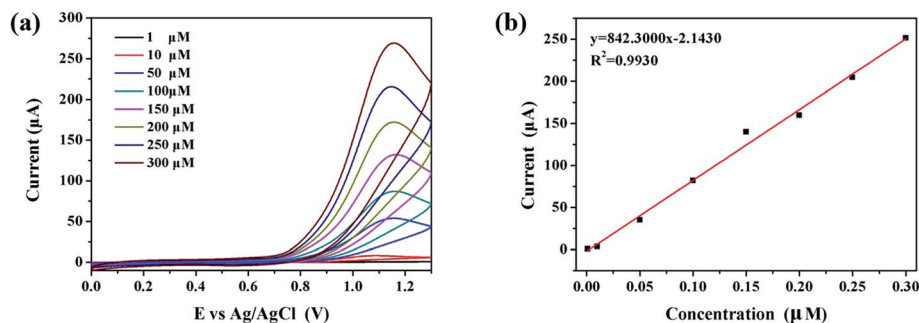 (a)
300
250
200
150
100
50
0
Current (µA)
1 µM
10 µM
50 µM
100µM
150 µM
200 µM
250 µM
300 µM
0.0 0.2 0.4 0.6 0.8 1.0 1.2
E vs Ag/AgCl (V)
(b)
y=842.3000x-2.1430
R²=0.9930
250
200
150
100
50
0
Current (µA)
0.00 0.05 0.10 0.15 0.20 0.25 0.30
Concentration (µ M)